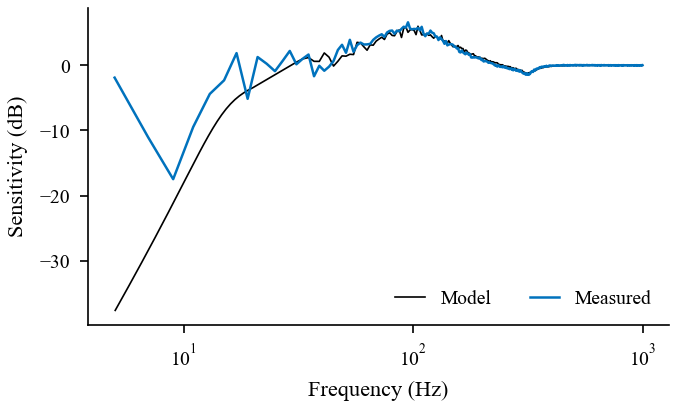 Sensitivity (dB)
0
−10
−20
−30
Model
Measured
10^1
10^2
10^3
Frequency (Hz)